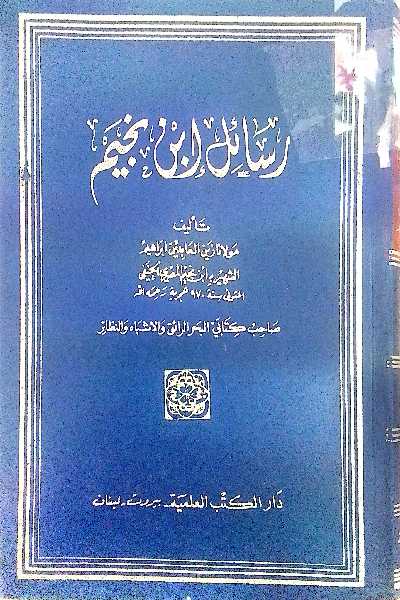 رسائل ابن نجيم
تأليف
مولانا زين العابدين ابراهيم
الشهير بابن نجيم المصري الحنفي
المتوفى سنة ٩٧٠ هجرية رحمه الله
صاحب كتابي البحر الرائق والاشباه والنظائر
دار الكتب العلمية. بيروت - لبنان